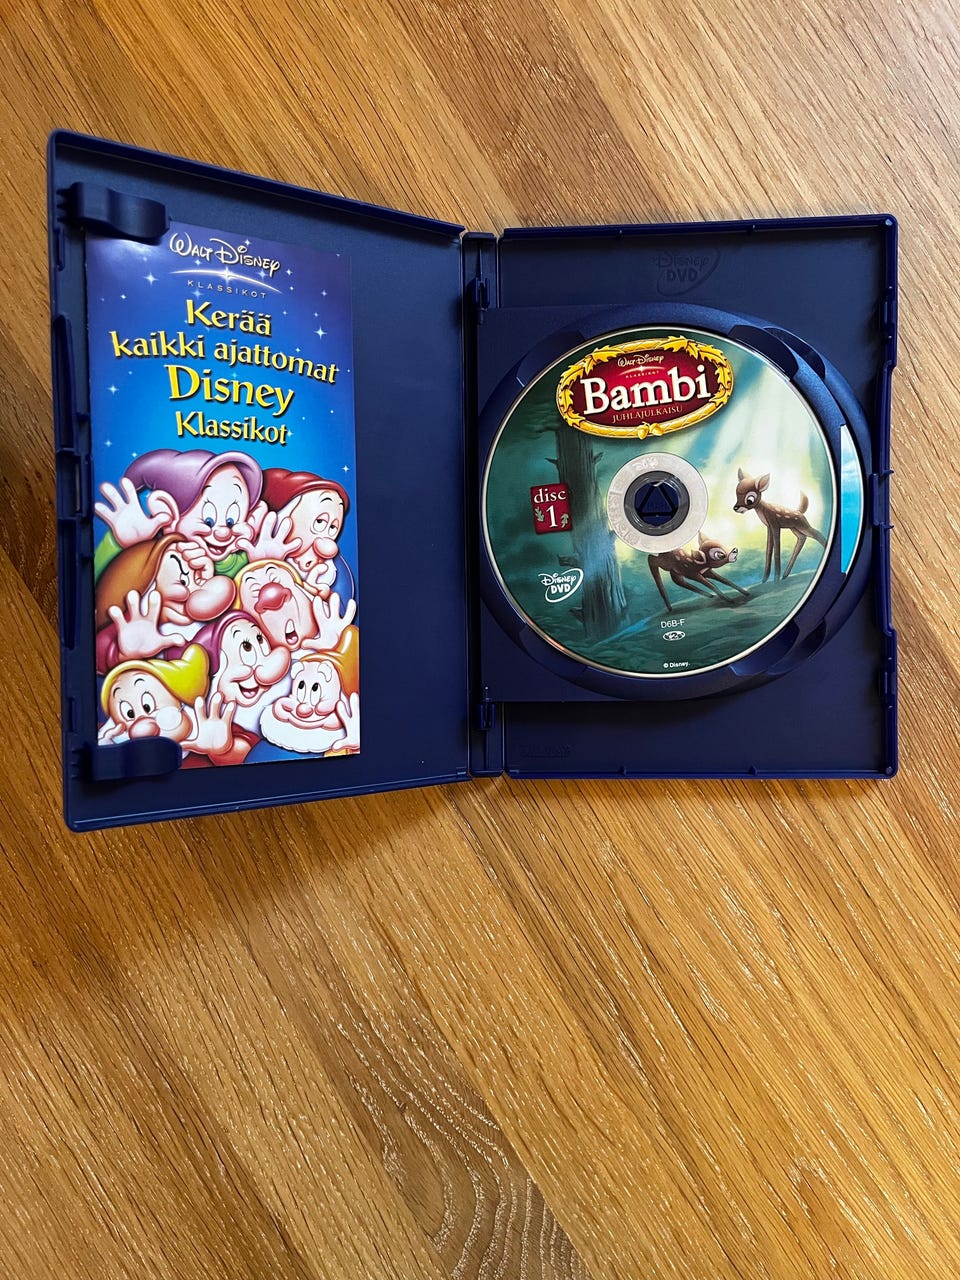 WALT DISNEY
KLASSIKOT
Kerää
kaikki ajattomat
Disney
Klassikot
DISNEY
DVD
WALT DISNEY
KLASSIKOT
Bambi
JUHLAJULKAISU
disc
1
DISNEY
DVD
D6B-F
© Disney.